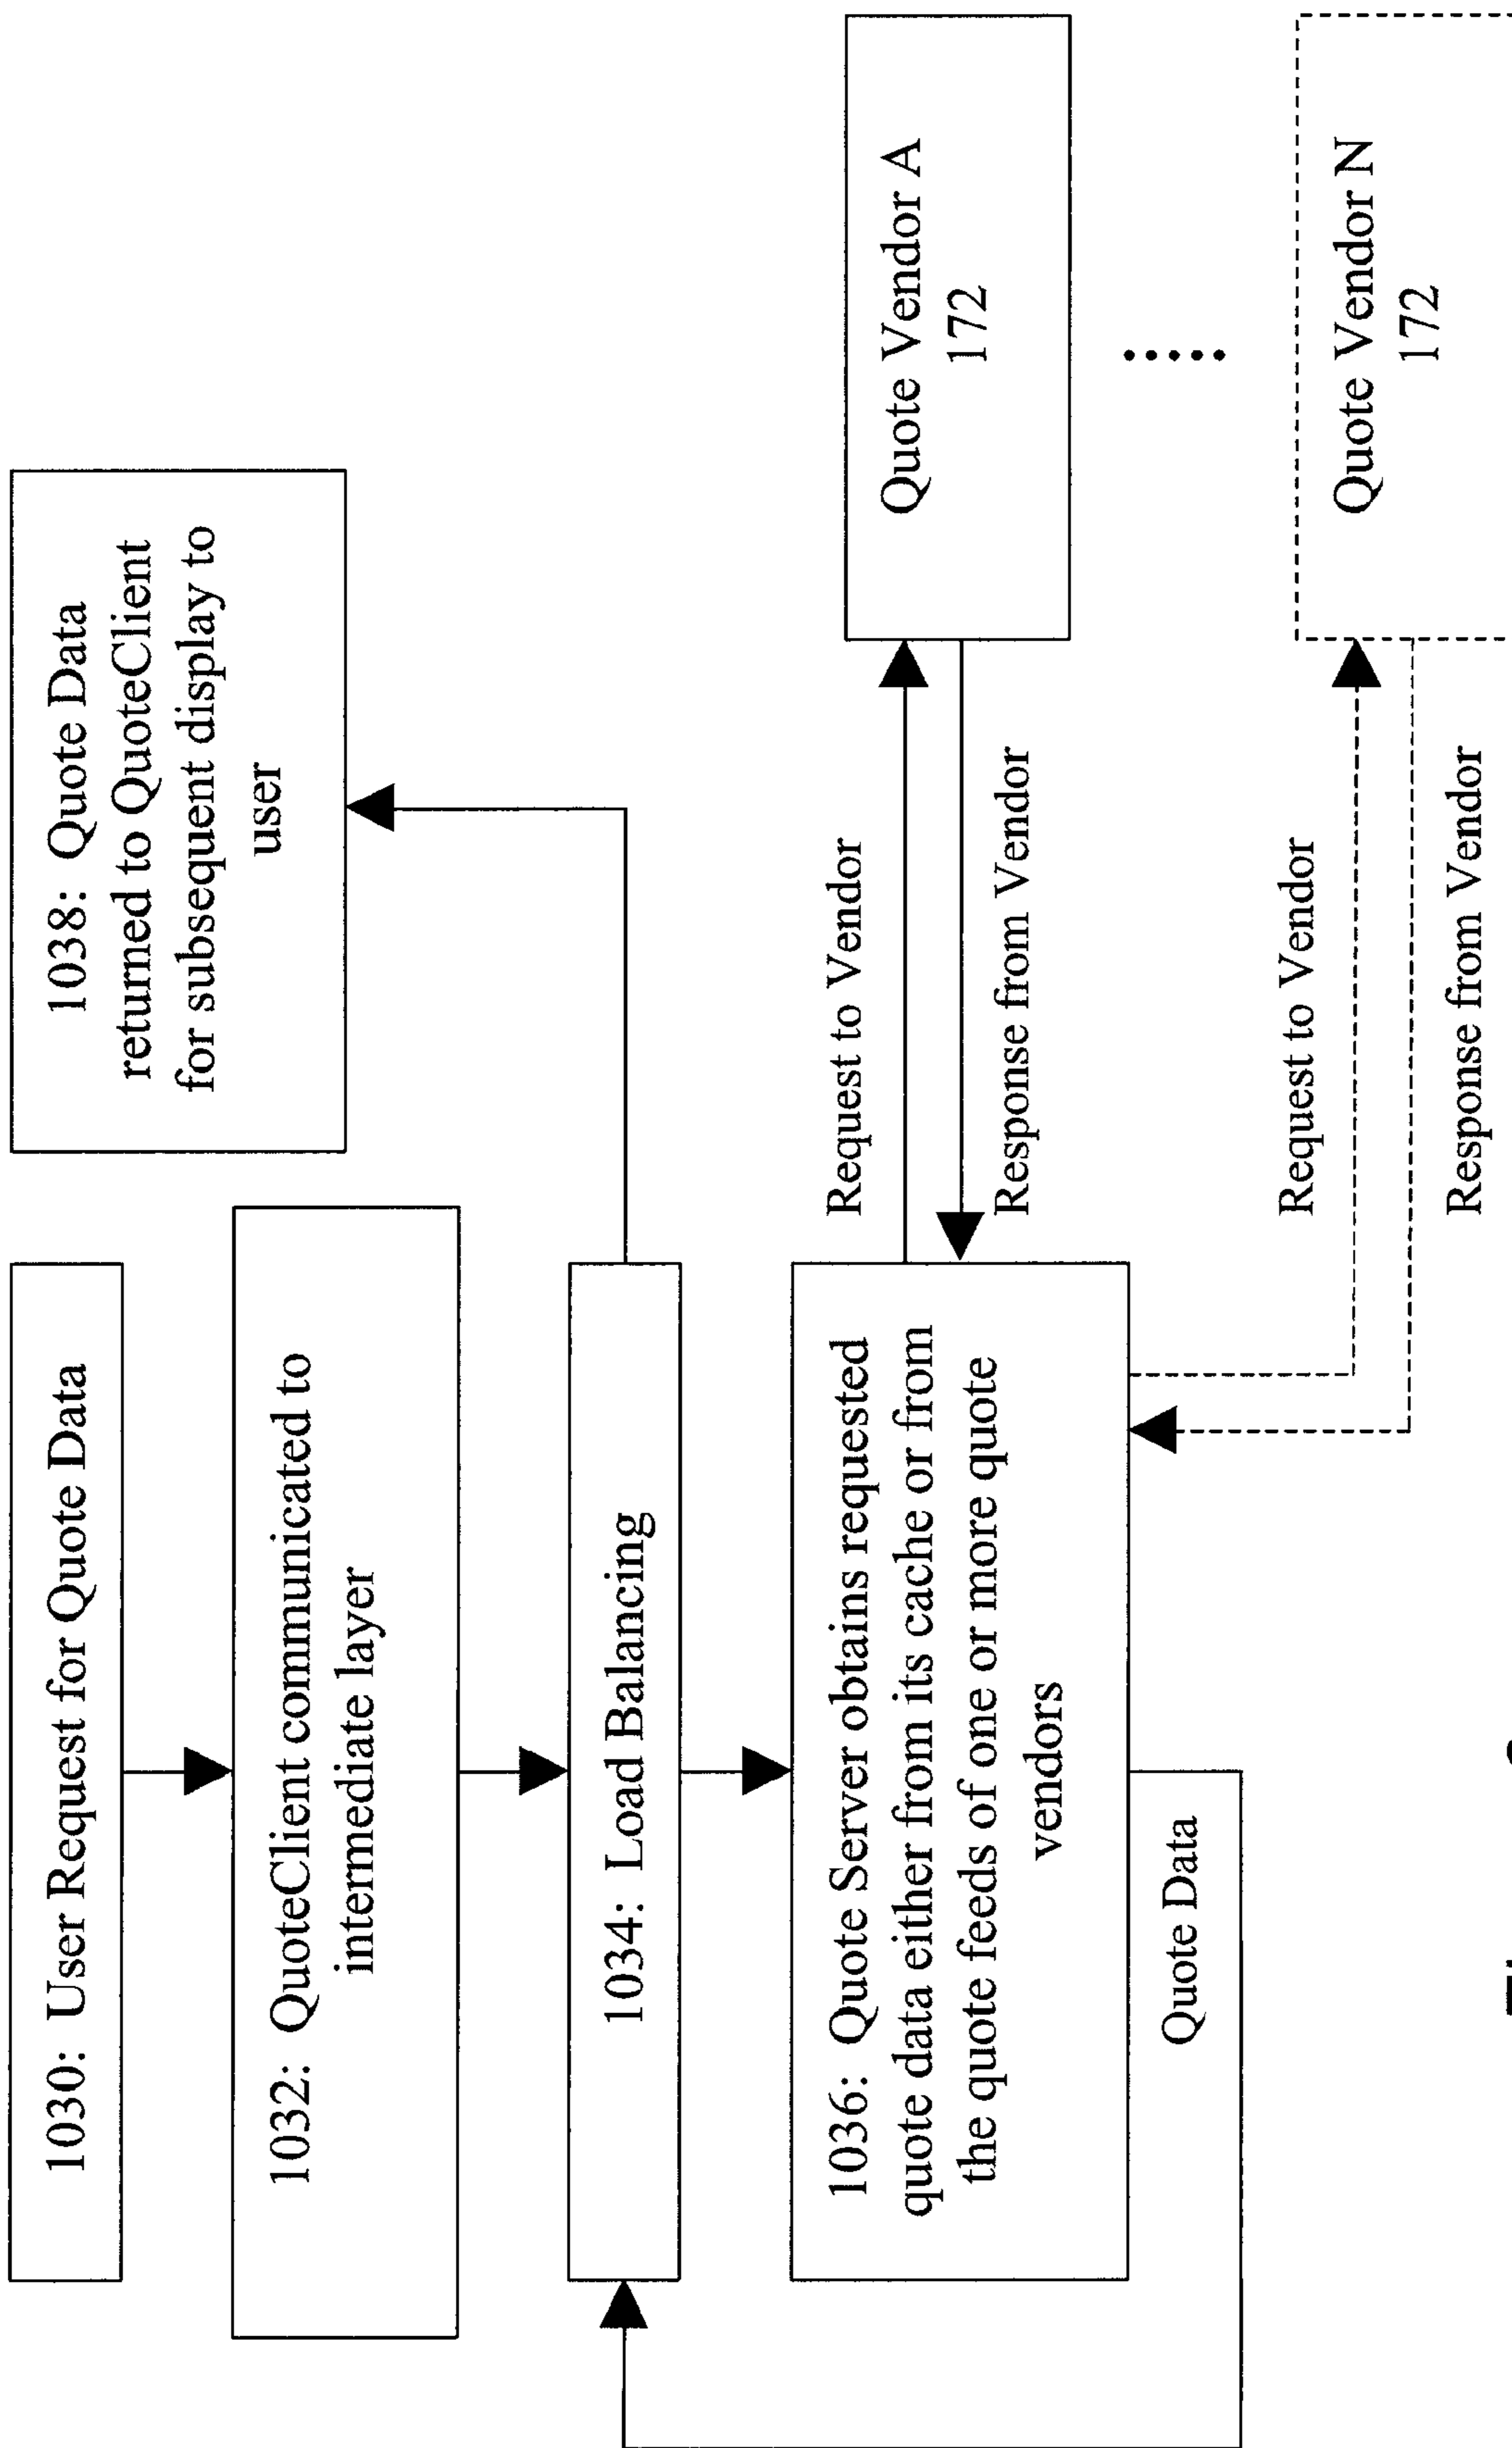 1030: User Request for Quote Data
1038: Quote Data
returned to QuoteClient
for subsequent display to
user
1032: QuoteClient communicated to
intermediate layer
1034: Load Balancing
1036: Quote Server obtains requested
quote data either from its cache or from
the quote feeds of one or more quote
vendors
Request to Vendor
Response from Vendor
Quote Vendor A
172
Quote Data
Request to Vendor
Response from Vendor
Quote Vendor N
172